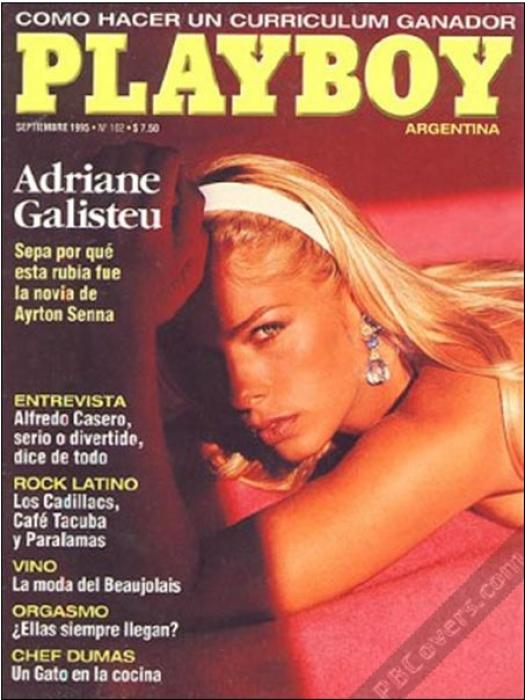 COMO HACER UN CURRICULUM GANADOR
PLAYBOY
SEPTIEMBRE 1995 • Nº 102 • $ 7,50
ARGENTINA
Adriane
Galisteu
Sepa por qué
esta rubia fue
la novia de
Ayrton Senna
ENTREVISTA
Alfredo Casero,
serio o divertido,
dice de todo
ROCK LATINO
Los Cadillacs,
Café Tacuba
y Paralamas
VINO
La moda del Beaujolais
ORGASMO
¿Ellas siempre llegan?
CHEF DUMAS
Un Gato en la cocina
PBCovers.com